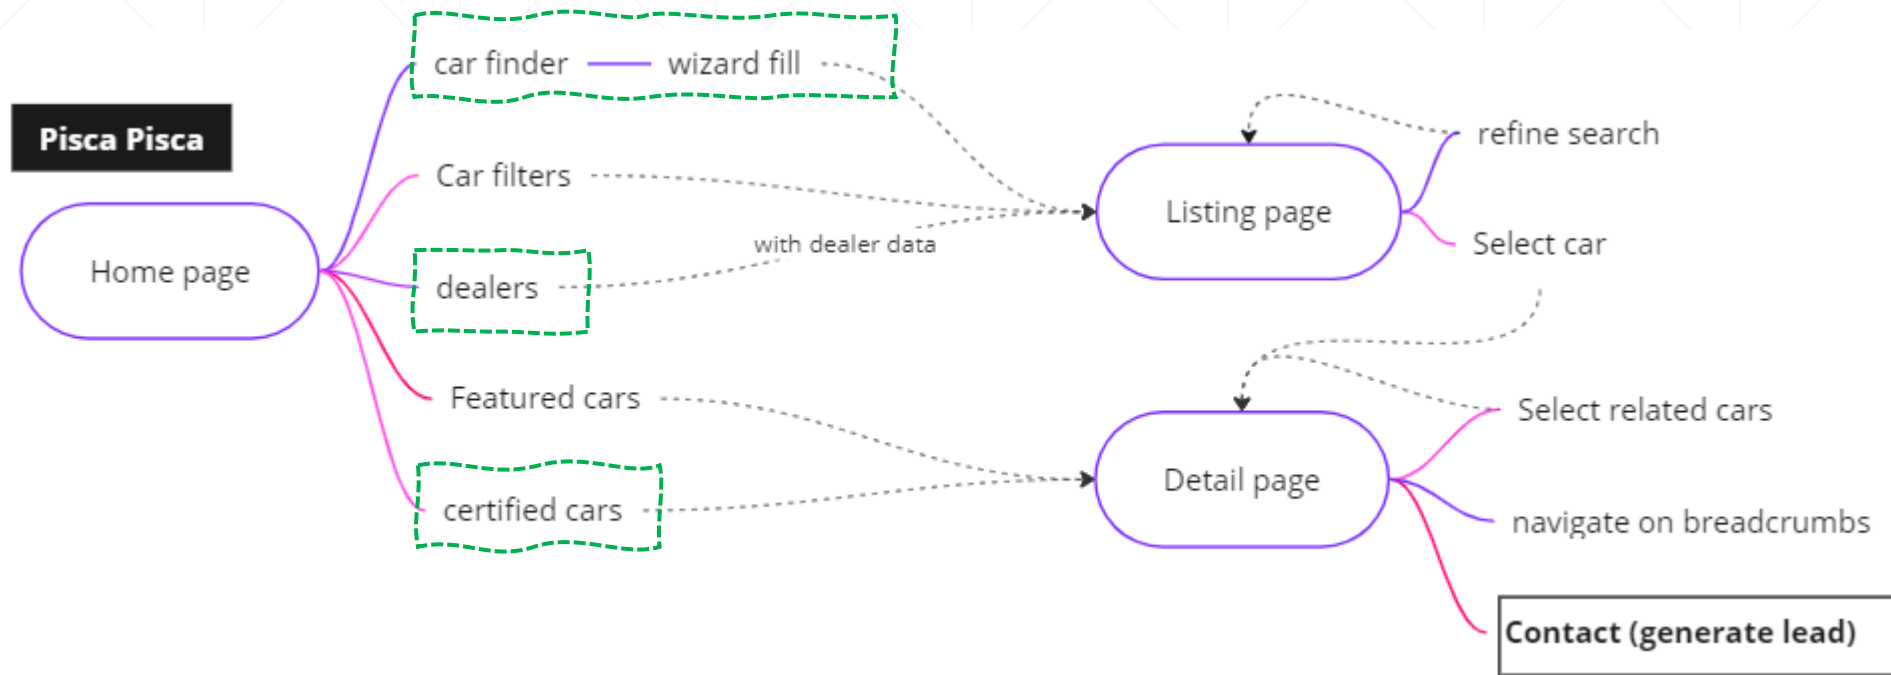 Pisca Pisca
Home page
car finder
wizard fill
Car filters
dealers
with dealer data
Featured cars
certified cars
Listing page
refine search
Select car
Detail page
Select related cars
navigate on breadcrumbs
Contact (generate lead)